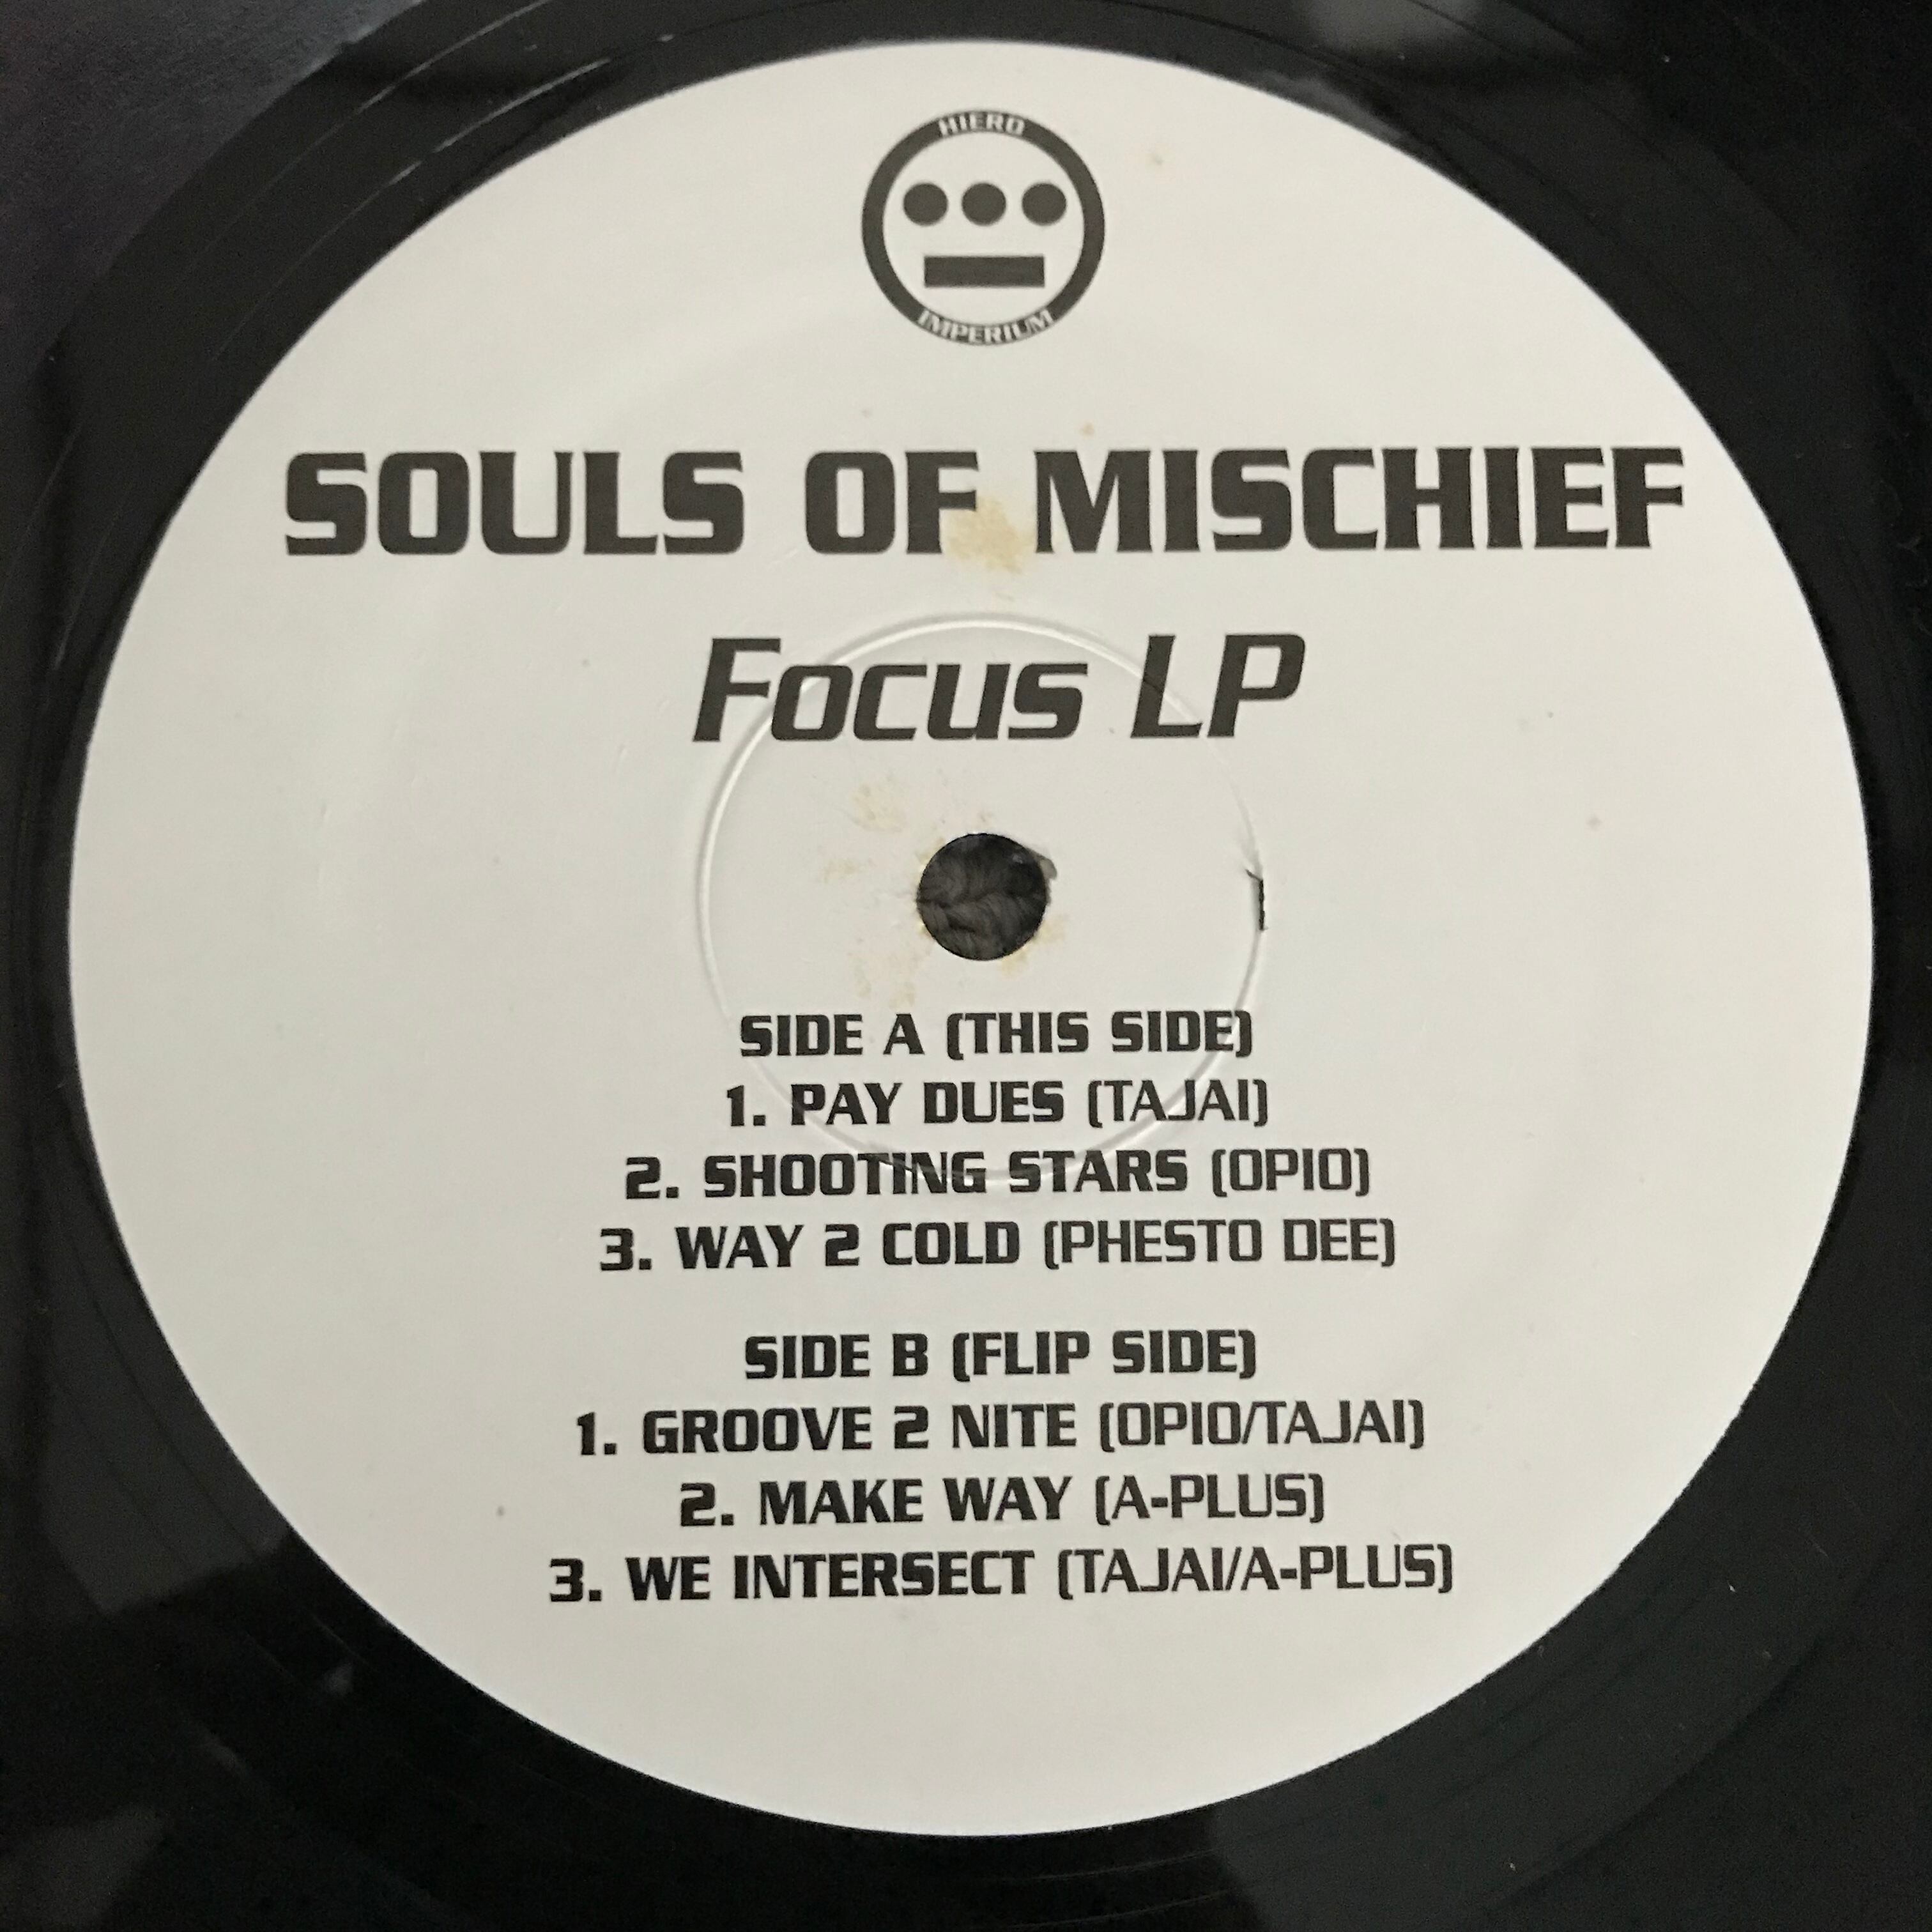 HIERO
IMPERIUM
SOULS OF MISCHIEF
FOCUS LP
SIDE A (THIS SIDE)
1. PAY DUES (TAJAI)
2. SHOOTING STARS (OPIO)
3. WAY 2 COLD (PHESTO DEE)
SIDE B (FLIP SIDE)
1. GROOVE 2 NITE (OPIO/TAJAI)
2. MAKE WAY (A-PLUS)
3. WE INTERSECT (TAJAI/A-PLUS)